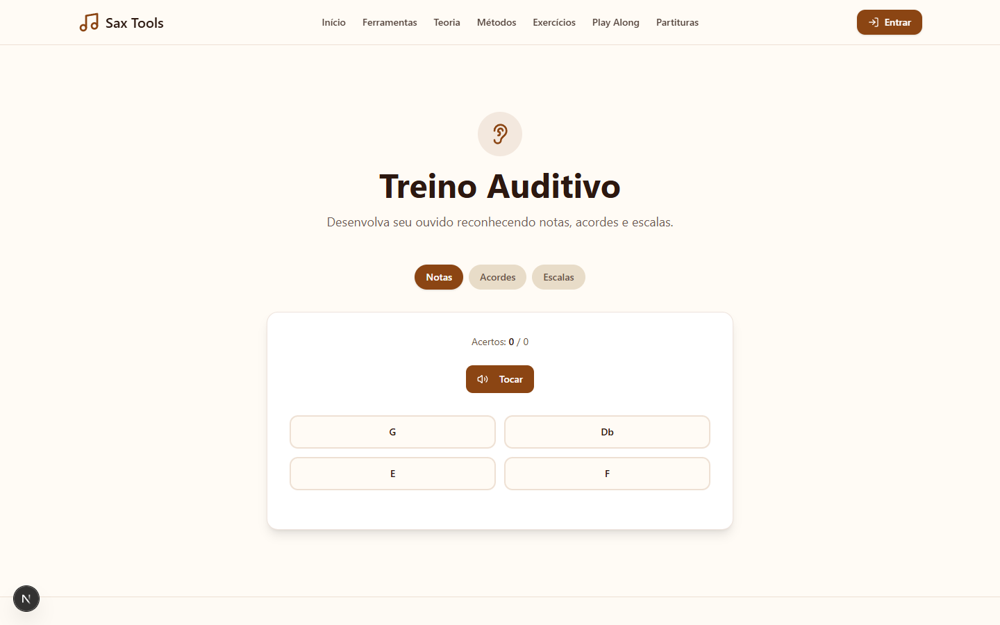 Sax Tools
Início Ferramentas Teoria Métodos Exercícios Play Along Partituras
Entrar
Treino Auditivo
Desenvolva seu ouvido reconhecendo notas, acordes e escalas.
Notas Acordes Escalas
Acertos: 0 / 0
Tocar
G Db
E F
N